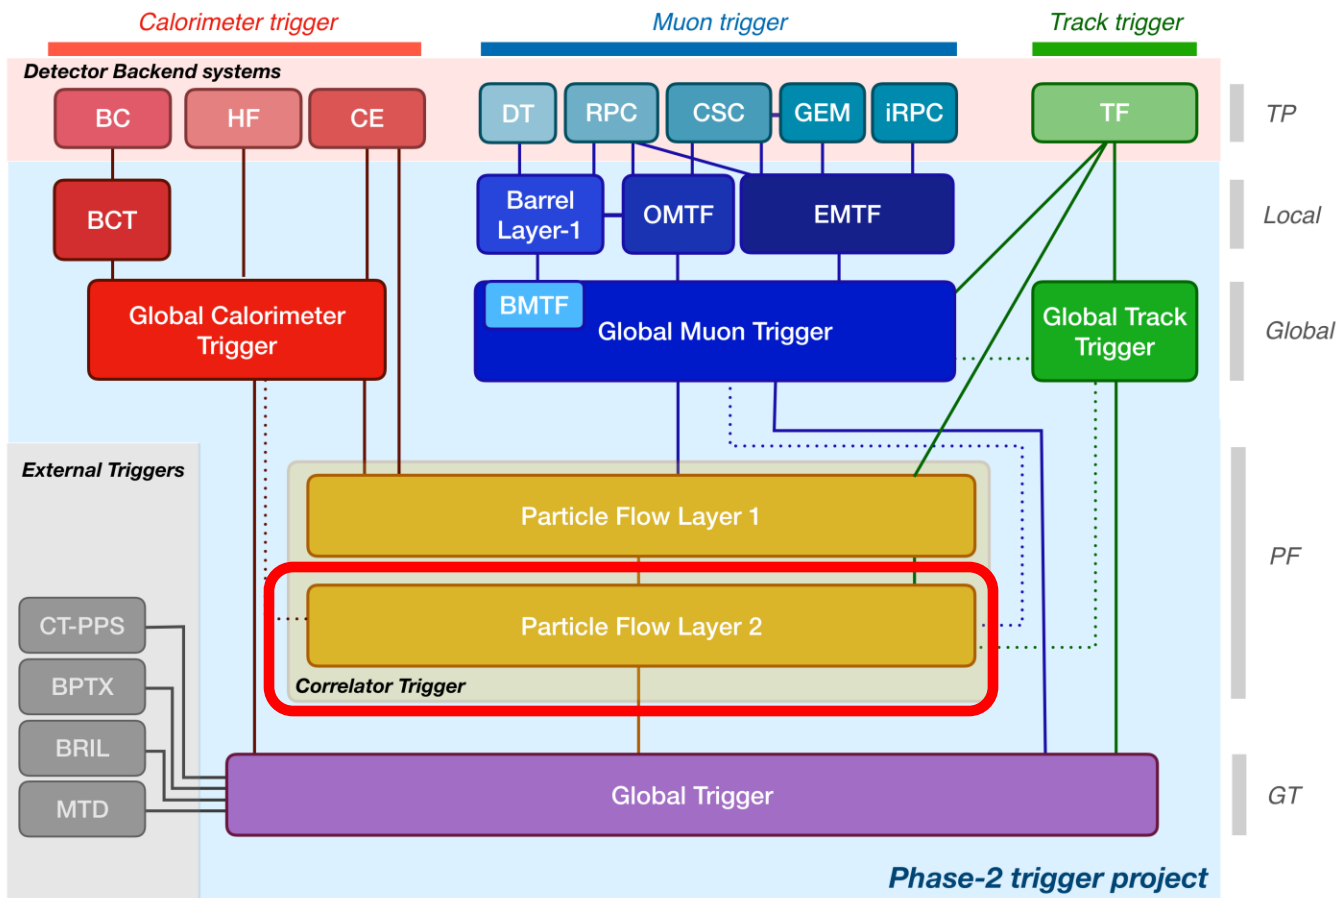 Calorimeter trigger
Muon trigger
Track trigger
Detector Backend systems
BC
HF
CE
DT
RPC
CSC
GEM
iRPC
TF
TP
BCT
Barrel
Layer-1
OMTF
EMTF
Local
Global Calorimeter
Trigger
BMTF
Global Muon Trigger
Global Track
Trigger
Global
External Triggers
Particle Flow Layer 1
PF
Particle Flow Layer 2
Correlator Trigger
CT-PPS
BPTX
BRIL
MTD
Global Trigger
GT
Phase-2 trigger project